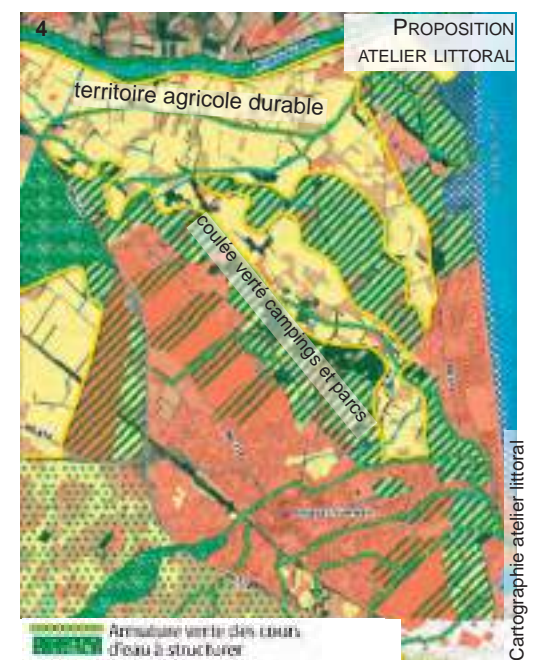 4
PROPOSITION
ATELIER LITTORAL
territoire agricole durable
coulée verté campings et parcs
Cartographie atelier littoral
Armature verte des cours
d'eau à structurer